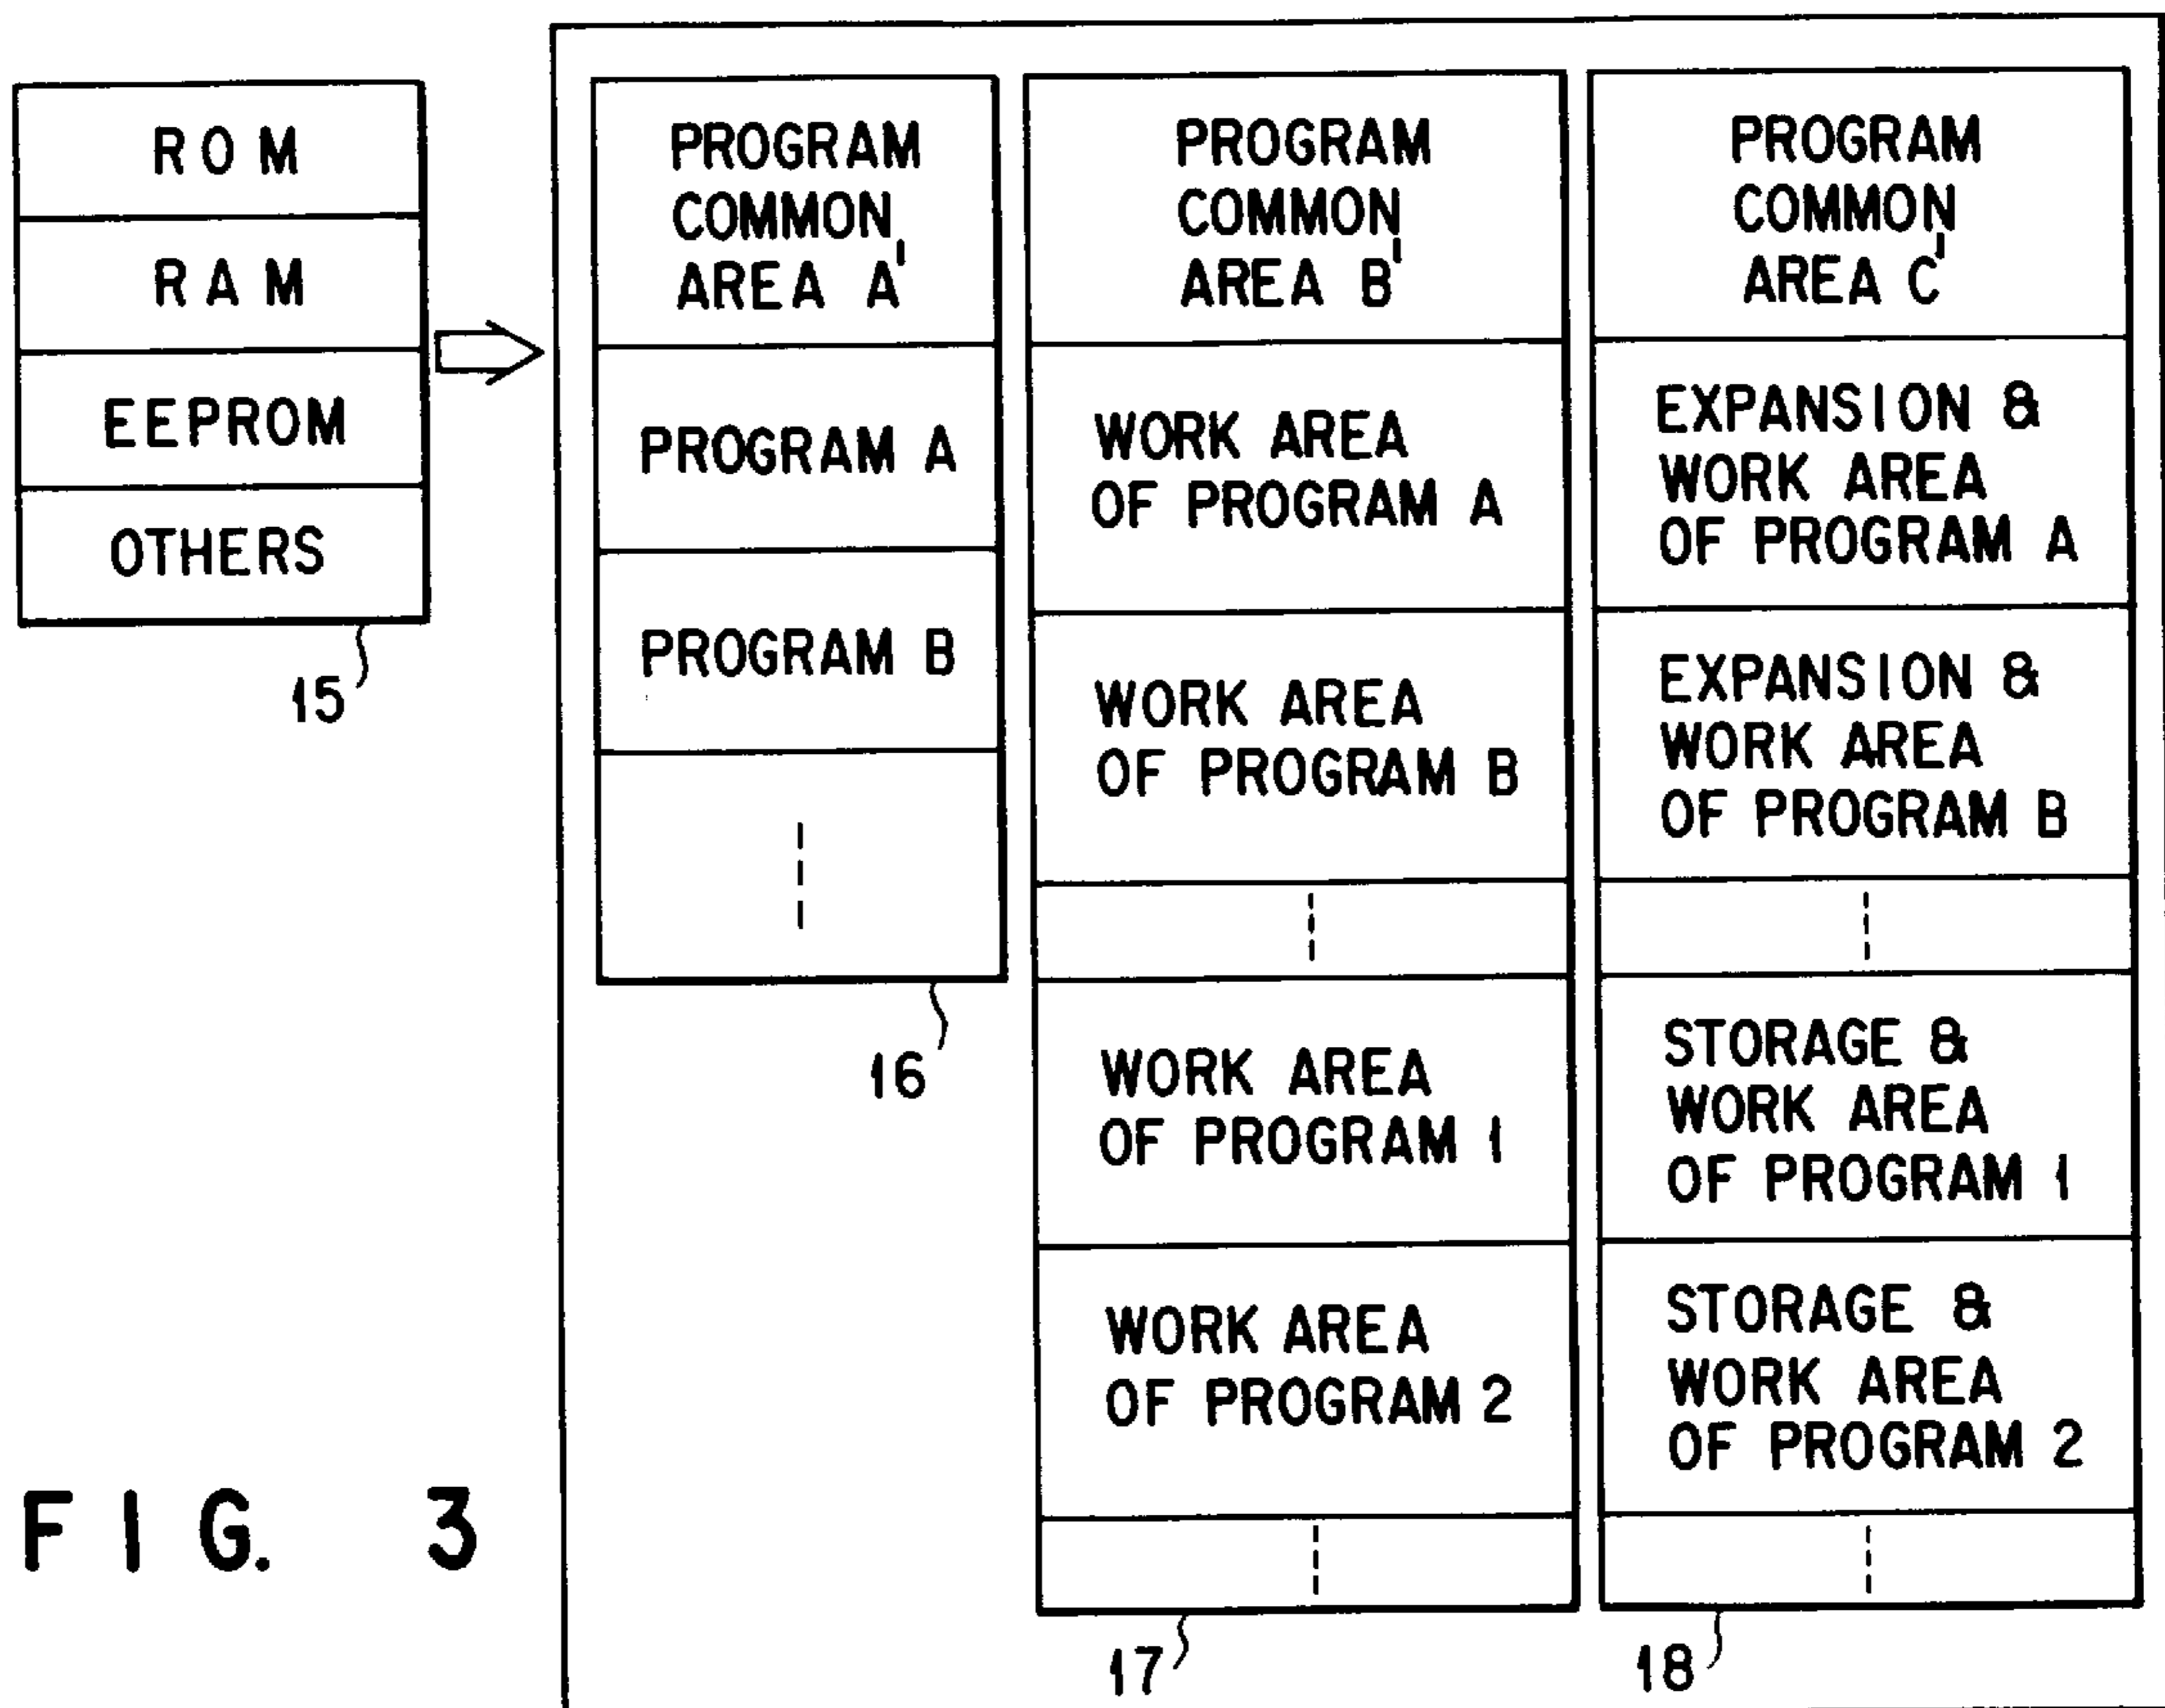 ROM
RAM
EEPROM
OTHERS
15
PROGRAM
COMMON
AREA A'
PROGRAM A
PROGRAM B
16
PROGRAM
COMMON
AREA B'
WORK AREA
OF PROGRAM A
WORK AREA
OF PROGRAM B
WORK AREA
OF PROGRAM 1
WORK AREA
OF PROGRAM 2
17
PROGRAM
COMMON
AREA C'
EXPANSION &
WORK AREA
OF PROGRAM A
EXPANSION &
WORK AREA
OF PROGRAM B
STORAGE &
WORK AREA
OF PROGRAM 1
STORAGE &
WORK AREA
OF PROGRAM 2
18
FIG. 3